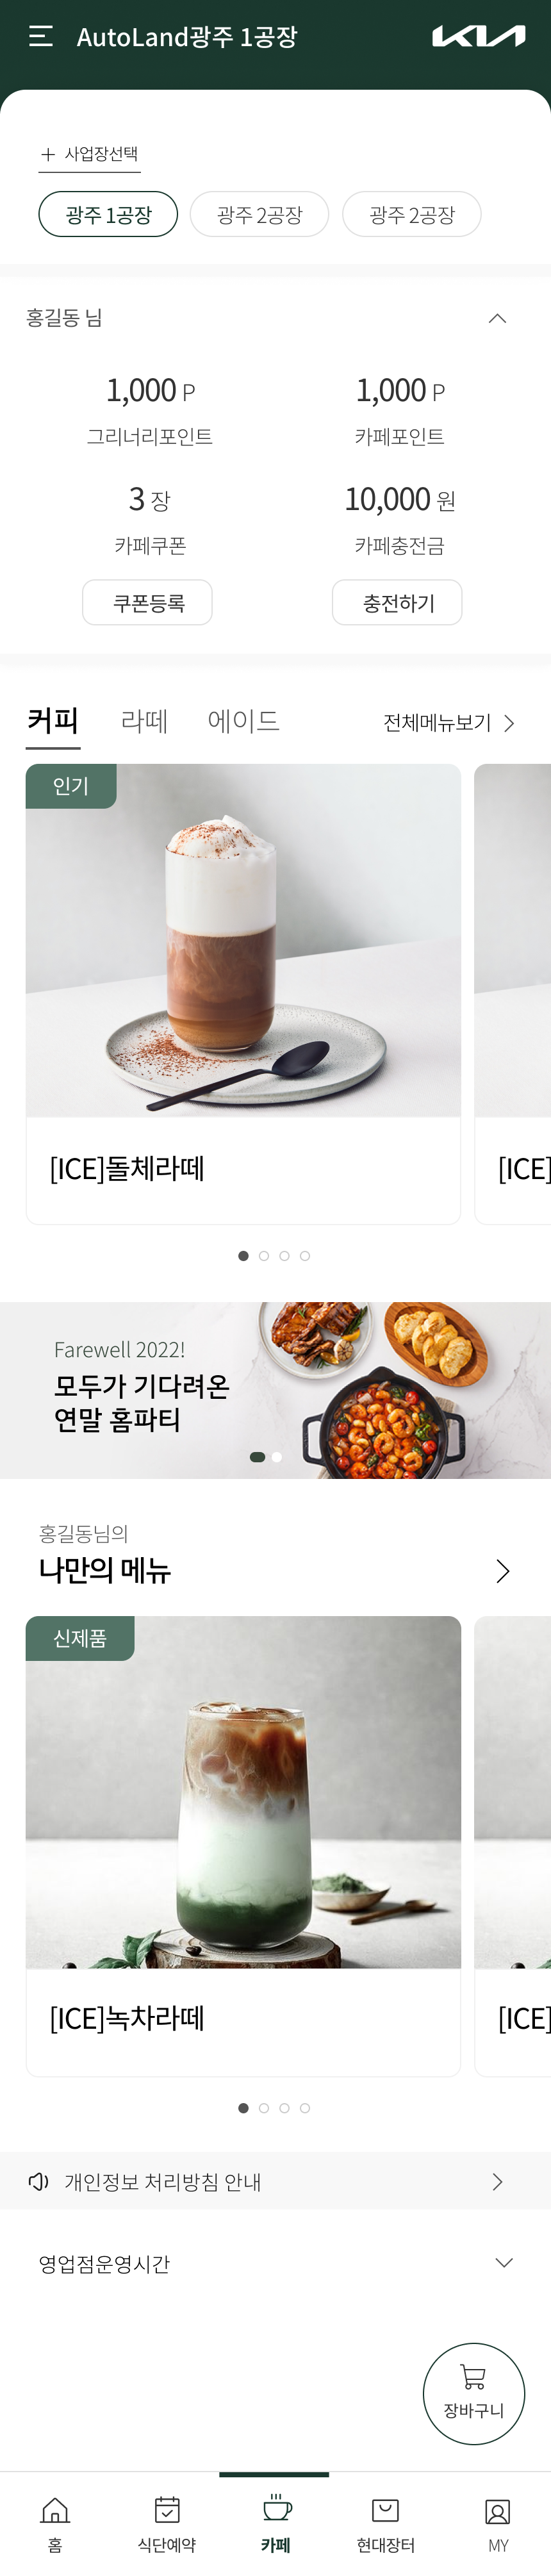 AutoLand광주 1공장
KIA
사업장선택
광주 1공장 광주 2공장 광주 2공장
홍길동 님
1,000 P 1,000 P
그리너리포인트 카페포인트
3 장 10,000 원
카페쿠폰 카페충전금
쿠폰등록 충전하기
커피 라떼 에이드 전체메뉴보기
인기
[ICE]돌체라떼 [ICE]
Farewell 2022!
모두가 기다려온
연말 홈파티
홍길동님의
나만의 메뉴
신제품
[ICE]녹차라떼 [ICE]
개인정보 처리방침 안내
영업점운영시간
장바구니
홈 식단예약 카페 현대장터 MY